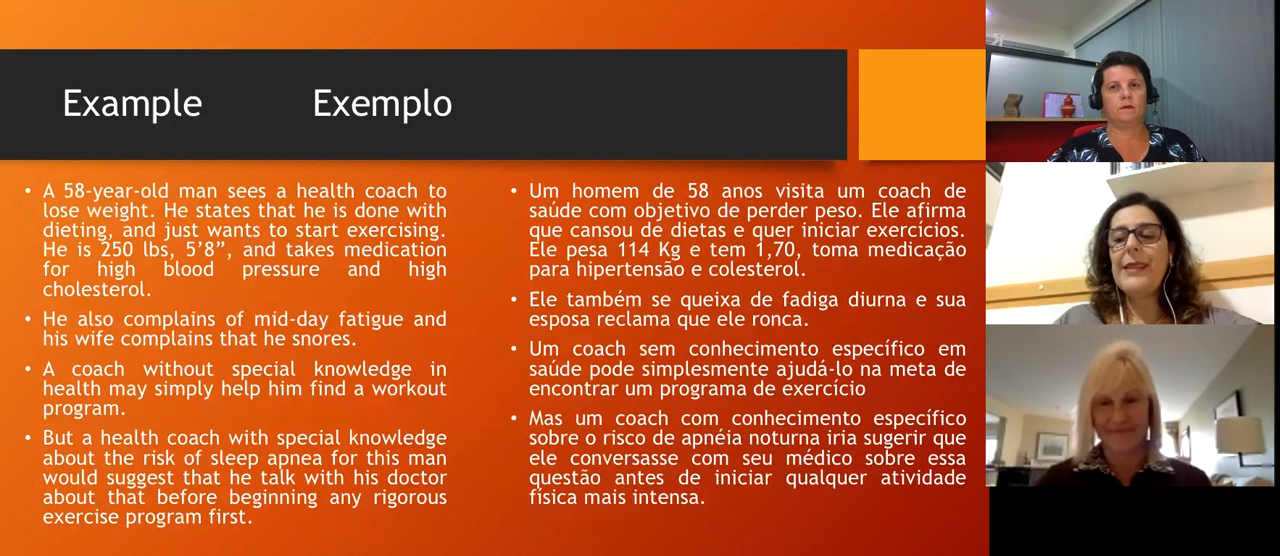 Example Exemplo
• A 58-year-old man sees a health coach to
lose weight. He states that he is done with
dieting, and just wants to start exercising.
He is 250 lbs, 5’8”, and takes medication
for high blood pressure and high
cholesterol.
• He also complains of mid-day fatigue and
his wife complains that he snores.
• A coach without special knowledge in
health may simply help him find a workout
program.
• But a health coach with special knowledge
about the risk of sleep apnea for this man
would suggest that he talk with his doctor
about that before beginning any rigorous
exercise program first.
• Um homem de 58 anos visita um coach de
saúde com objetivo de perder peso. Ele afirma
que cansou de dietas e quer iniciar exercícios.
Ele pesa 114 Kg e tem 1,70, toma medicação
para hipertensão e colesterol.
• Ele também se queixa de fadiga diurna e sua
esposa reclama que ele ronca.
• Um coach sem conhecimento específico em
saúde pode simplesmente ajudá-lo na meta de
encontrar um programa de exercício
• Mas um coach com conhecimento específico
sobre o risco de apnéia noturna iria sugerir que
ele conversasse com seu médico sobre essa
questão antes de iniciar qualquer atividade
física mais intensa.